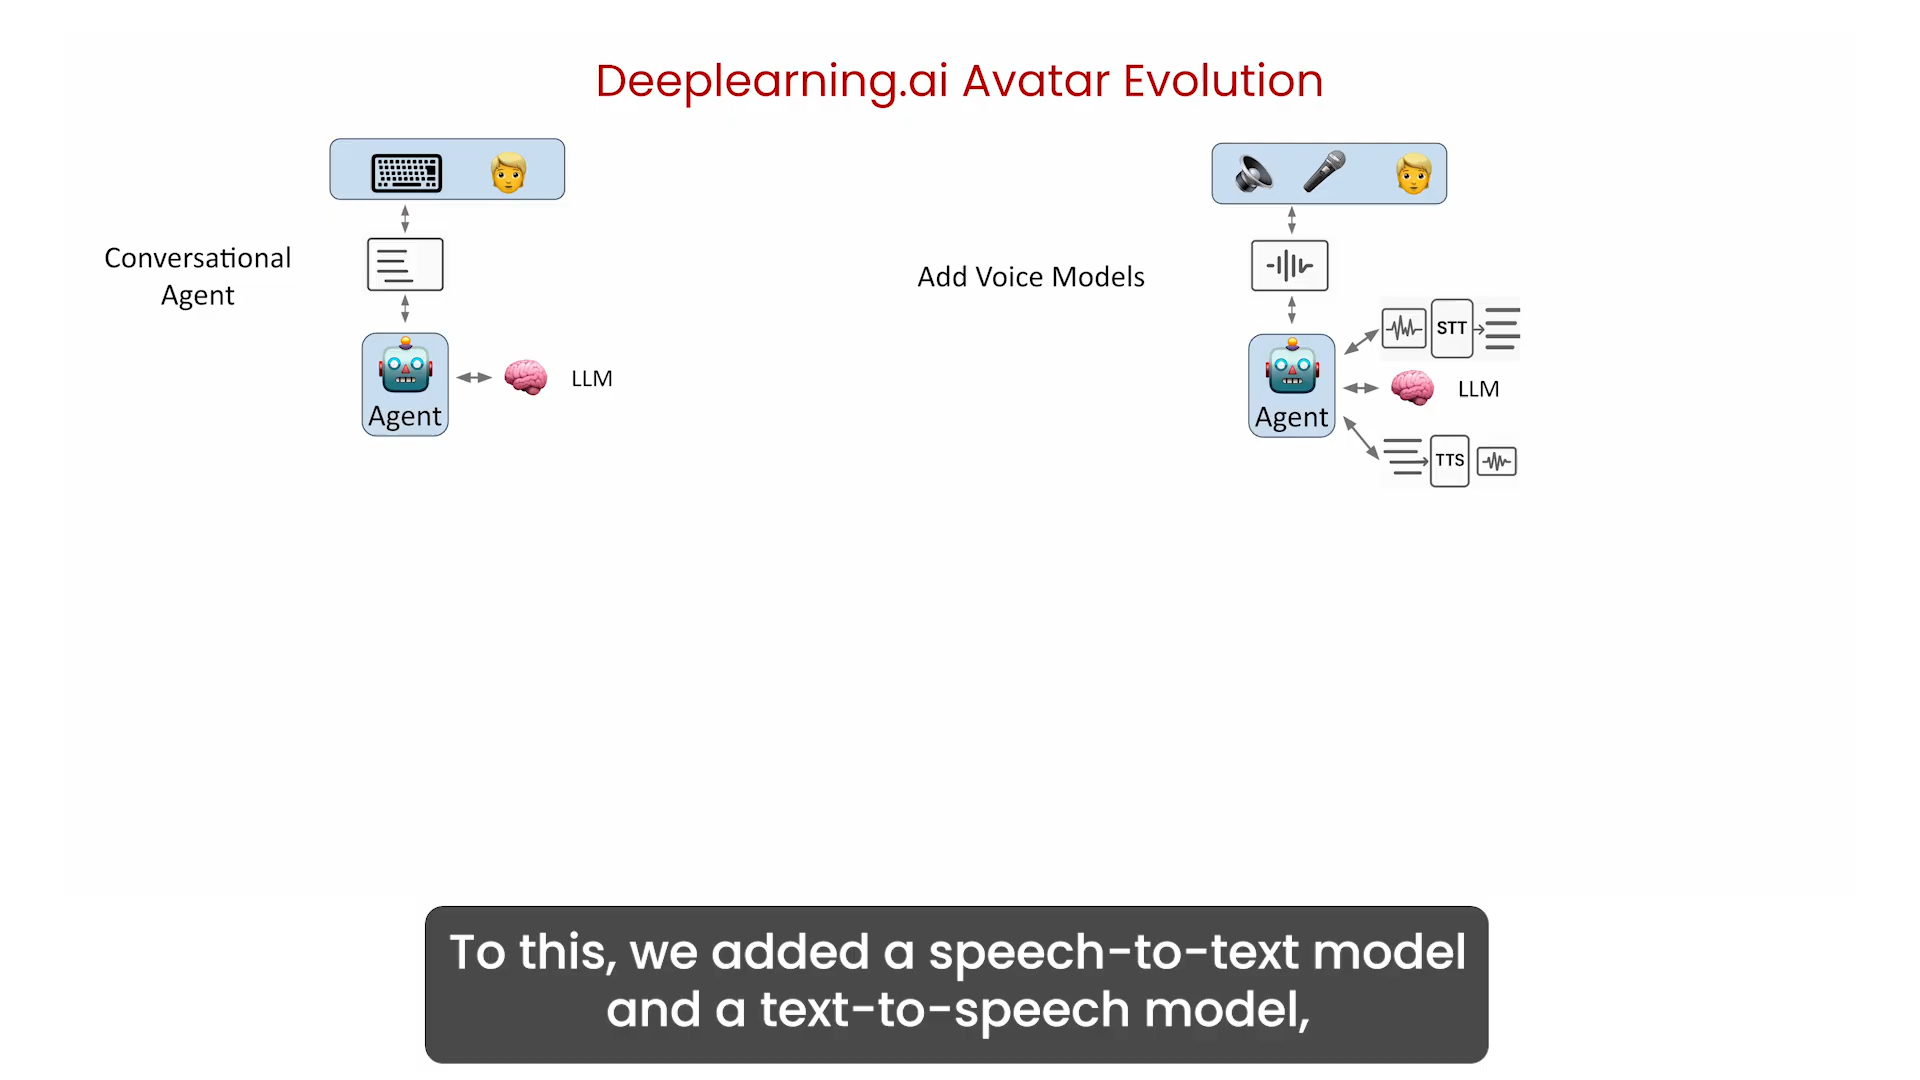 Deeplearning.ai Avatar Evolution
Conversational
Agent
Agent
LLM
Add Voice Models
STT
Agent
LLM
TTS
To this, we added a speech-to-text model
and a text-to-speech model,